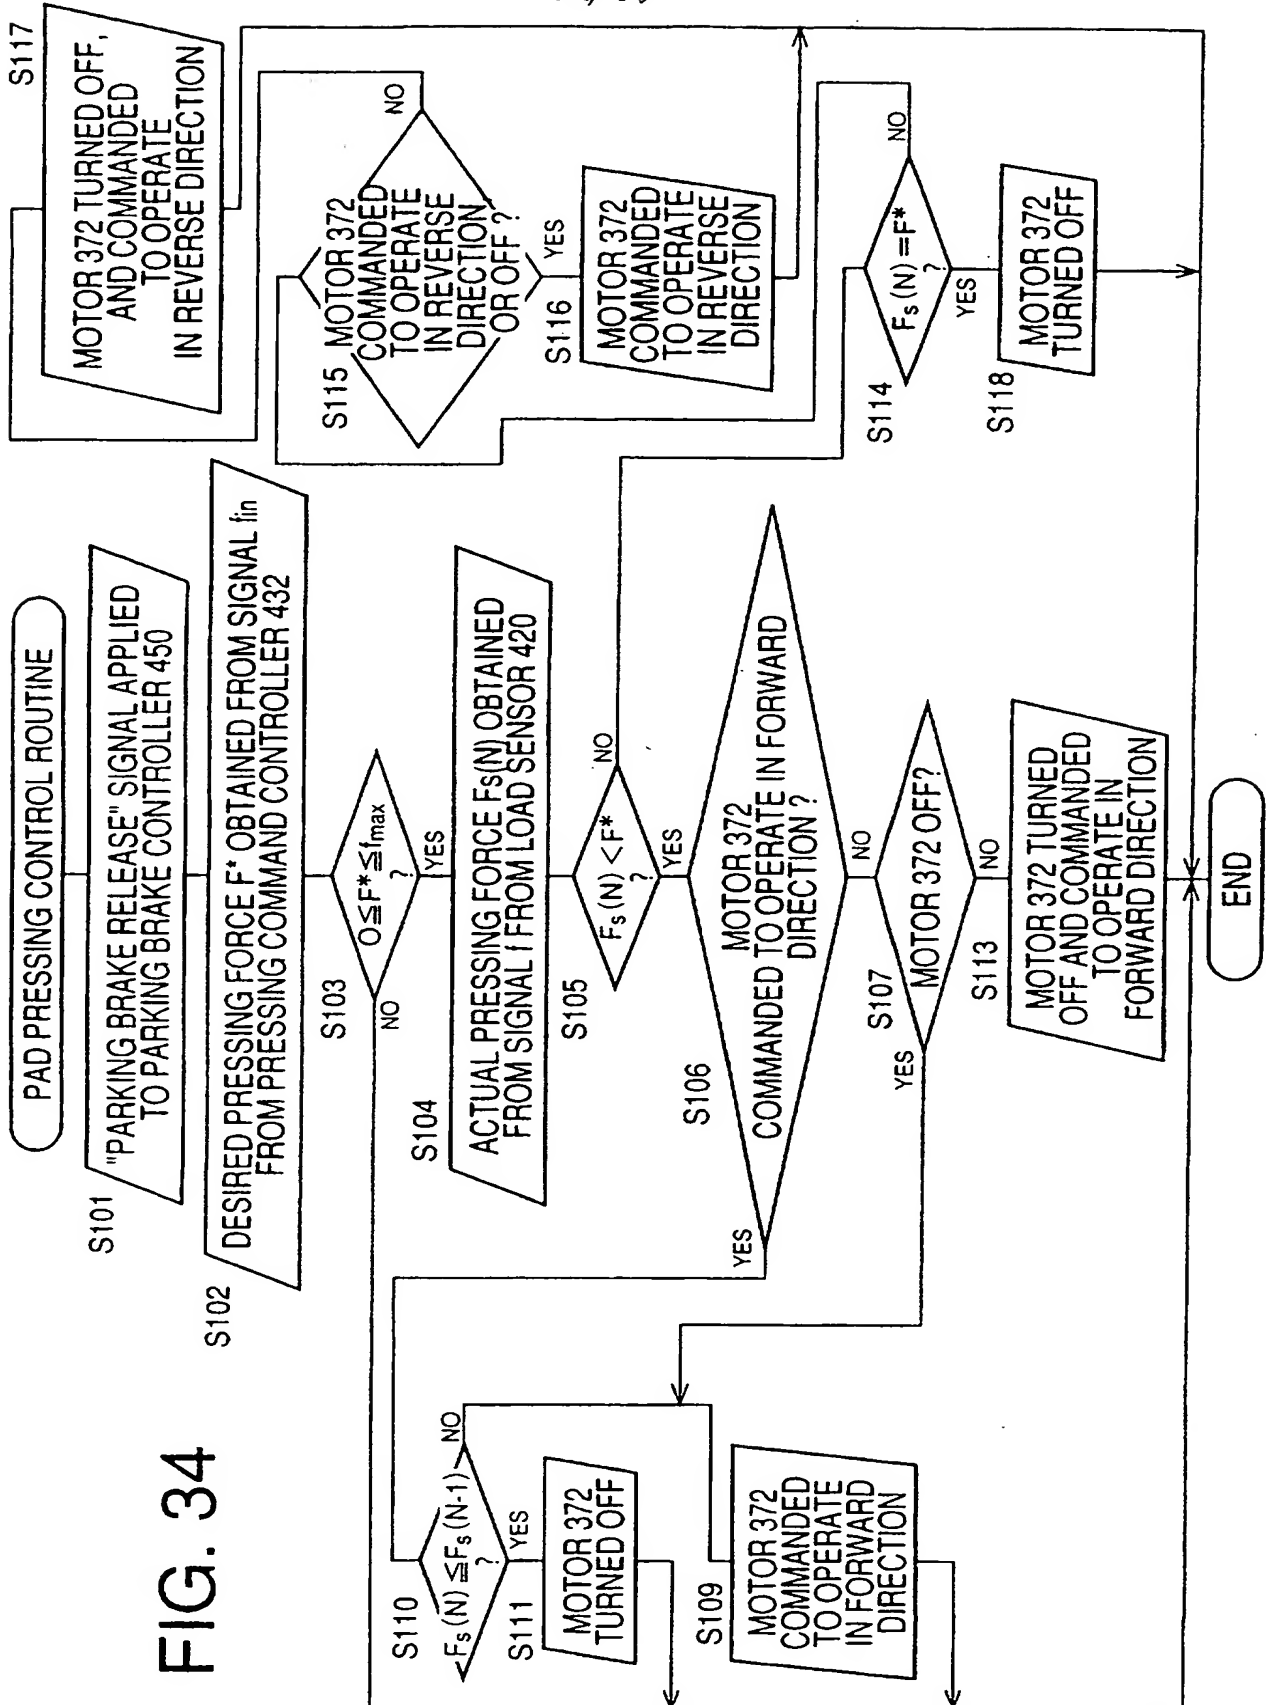 FIG. 34
PAD PRESSING CONTROL ROUTINE
S101
"PARKING BRAKE RELEASE" SIGNAL APPLIED
TO PARKING BRAKE CONTROLLER 450
S102
DESIRED PRESSING FORCE F* OBTAINED FROM SIGNAL fin
FROM PRESSING COMMAND CONTROLLER 432
S103
0≦F*≦fmax
?
NO
YES
S104
ACTUAL PRESSING FORCE Fs(N) OBTAINED
FROM SIGNAL f FROM LOAD SENSOR 420
S105
Fs(N)<F*
?
NO
YES
S106
MOTOR 372
COMMANDED TO OPERATE IN FORWARD
DIRECTION ?
YES
NO
S107
MOTOR 372 OFF?
YES
NO
S113
MOTOR 372 TURNED
OFF AND COMMANDED
TO OPERATE IN
FORWARD DIRECTION
END
S110
Fs(N)≦Fs(N-1)
?
NO
YES
S111
MOTOR 372
TURNED OFF
S109
MOTOR 372
COMMANDED
TO OPERATE
IN FORWARD
DIRECTION
S117
MOTOR 372 TURNED OFF,
AND COMMANDED
TO OPERATE
IN REVERSE DIRECTION
S115
MOTOR 372
COMMANDED
TO OPERATE
IN REVERSE
DIRECTION
OR OFF ?
NO
YES
S116
MOTOR 372
COMMANDED
TO OPERATE
IN REVERSE
DIRECTION
S114
Fs(N)=F*
?
NO
YES
S118
MOTOR 372
TURNED OFF